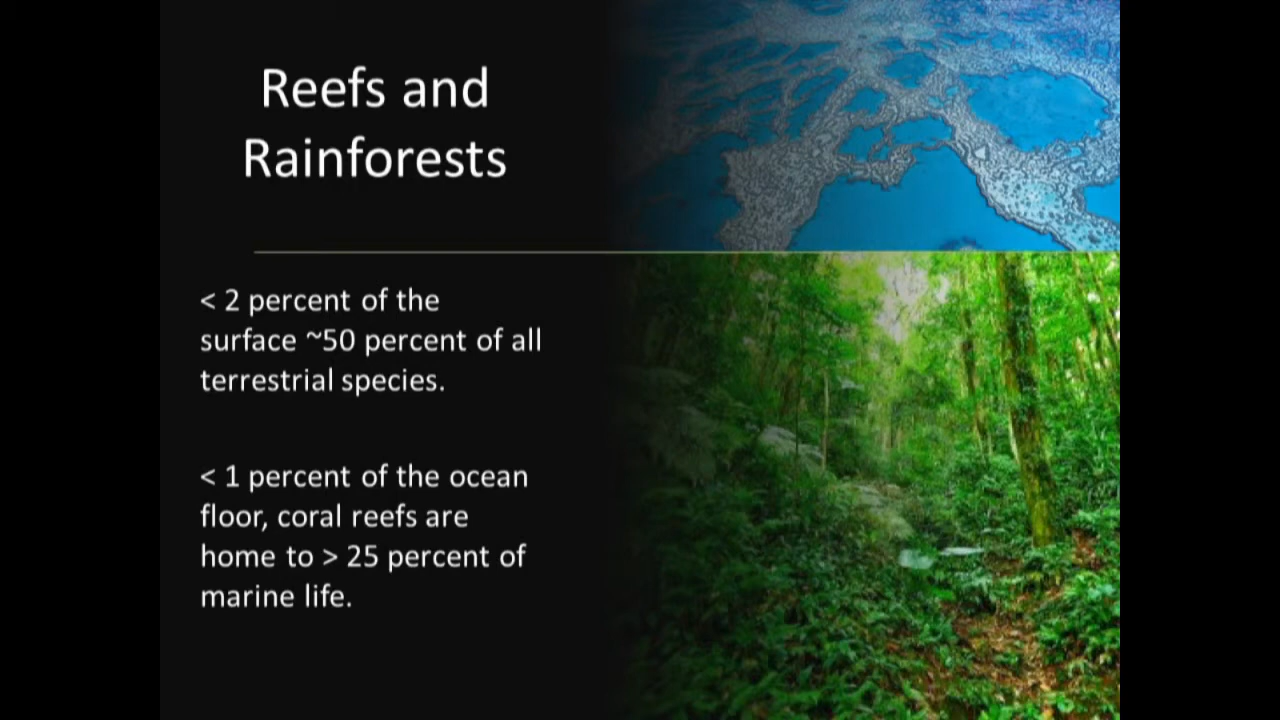 Reefs and
Rainforests
< 2 percent of the
surface ~50 percent of all
terrestrial species.
< 1 percent of the ocean
floor, coral reefs are
home to > 25 percent of
marine life.